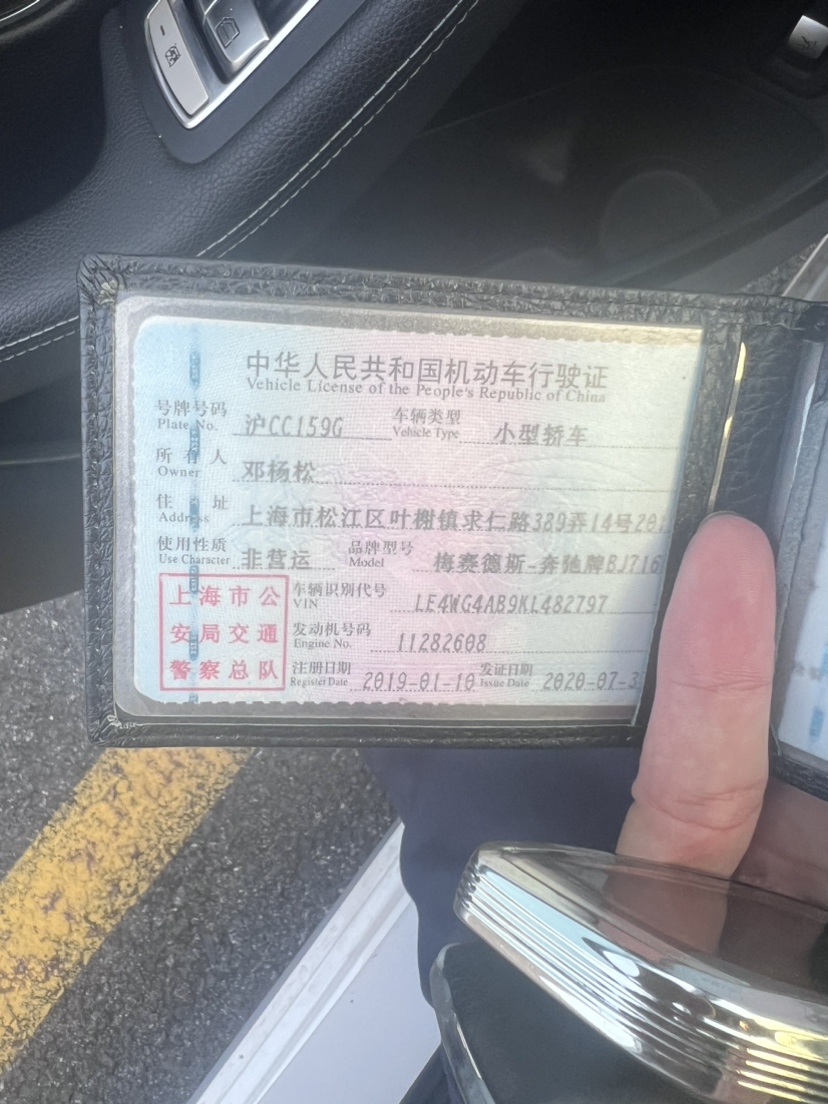 中华人民共和国机动车行驶证
Vehicle License of the People's Republic of China
号牌号码 沪CC159G 车辆类型 小型轿车
Plate No. Vehicle Type
所有人 邓杨松
Owner
住址 上海市松江区叶榭镇求仁路389弄14号201
Address
使用性质 非营运 品牌型号 梅赛德斯-奔驰牌BJ716
Use Character Model
上海市公 车辆识别代号 LE4WG4AB9KL482797
VIN
安局交通 发动机号码 11282608
Engine No.
警察总队 注册日期 2019-01-10 发证日期 2020-07-3
Register Date Issue Date